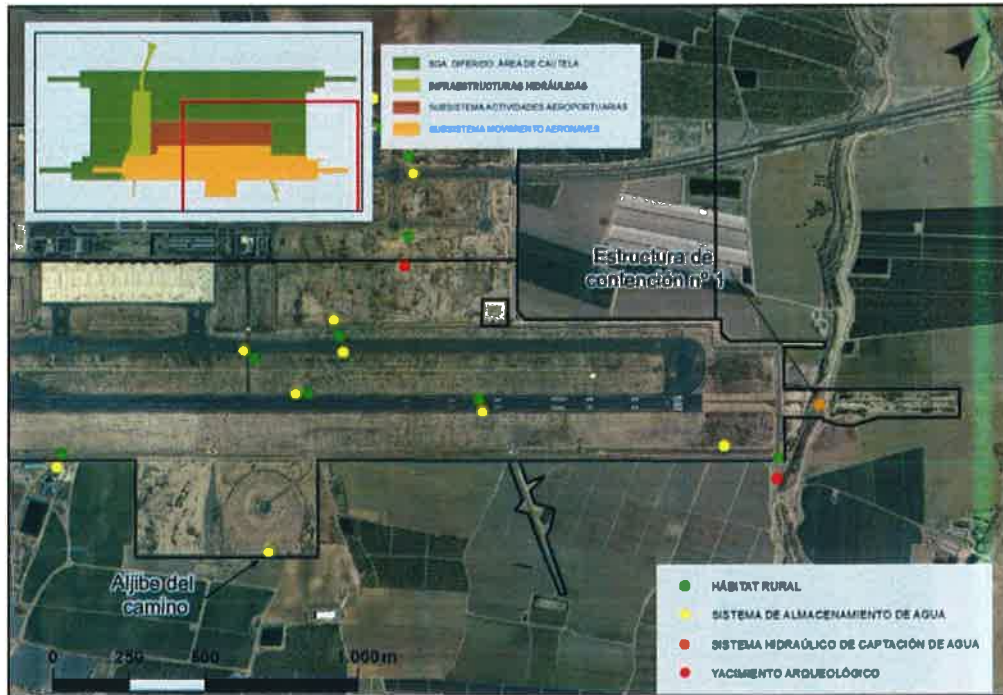 SGA. DIFERIDO. ÁREA DE CAUTELA
INFRAESTRUCTURAS HIDRÁULIDAS
SUBSISTEMA ACTIVIDADES AEROPORTUARIAS
SUBSISTEMA MOVIMIENTO AERONAVES
Estructura de
contención nº 1
Aljibe del
camino
0 250 500 1.000 m
HÁBITAT RURAL
SISTEMA DE ALMACENAMIENTO DE AGUA
SISTEMA HIDRAÚLICO DE CAPTACIÓN DE AGUA
YACIMIENTO ARQUEOLÓGICO